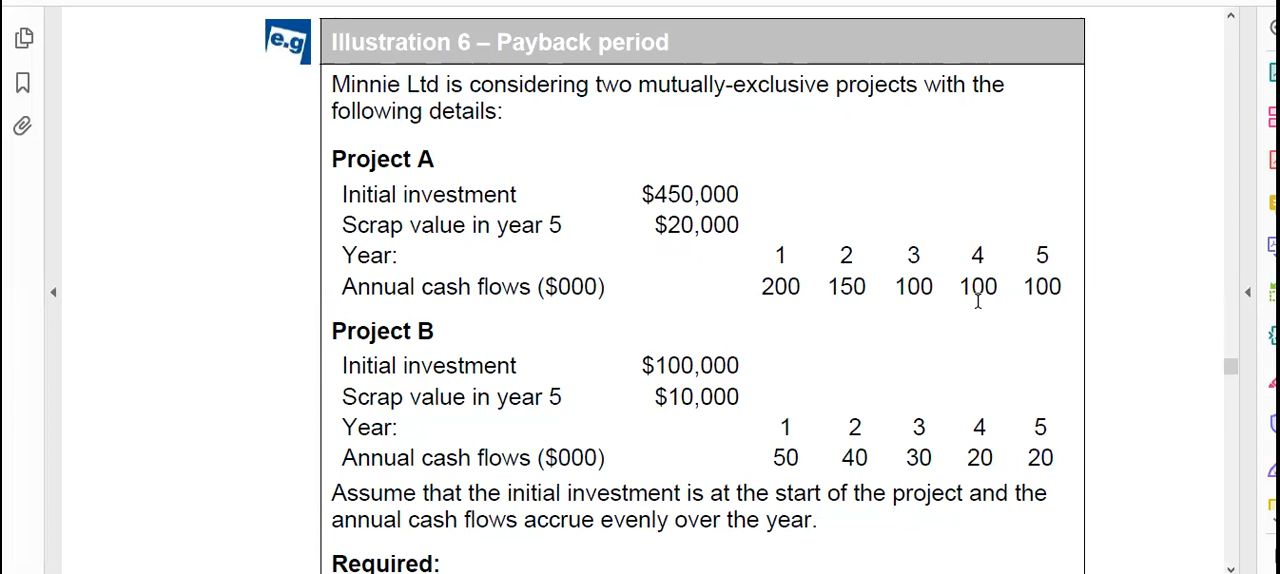 e.g
Illustration 6 – Payback period
Minnie Ltd is considering two mutually-exclusive projects with the
following details:
Project A
Initial investment $450,000
Scrap value in year 5 $20,000
Year: 1 2 3 4 5
Annual cash flows ($000) 200 150 100 100 100
Project B
Initial investment $100,000
Scrap value in year 5 $10,000
Year: 1 2 3 4 5
Annual cash flows ($000) 50 40 30 20 20
Assume that the initial investment is at the start of the project and the
annual cash flows accrue evenly over the year.
Required: